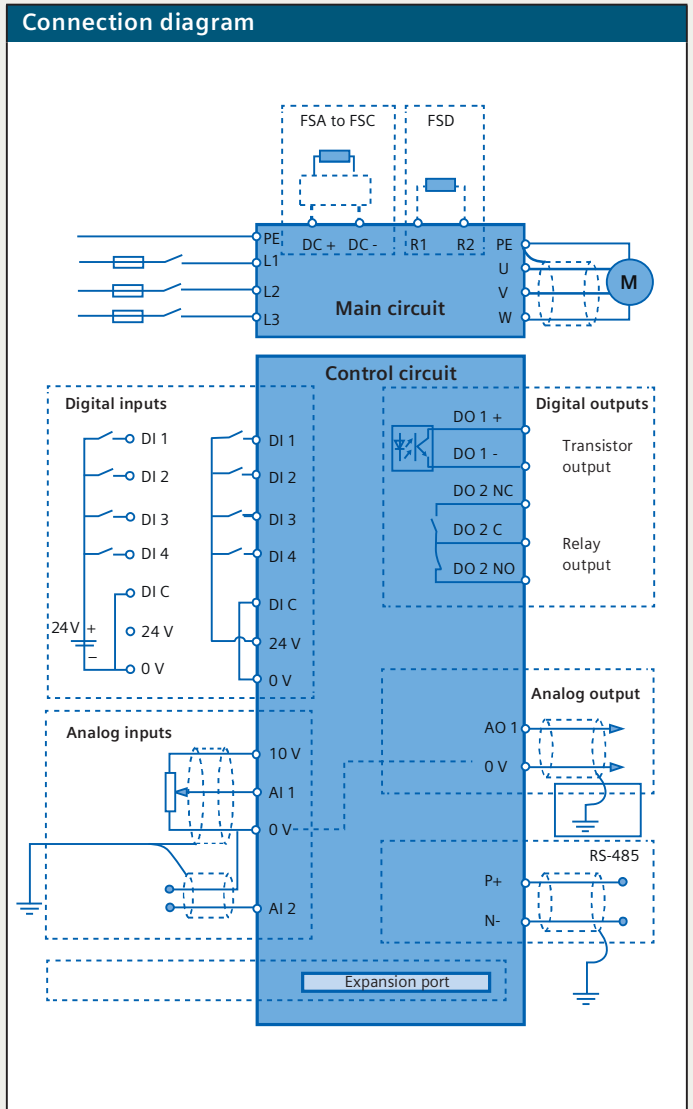 Connection diagram
FSA to FSC
FSD
PE
DC + DC -
R1 R2
PE
L1
U
L2
V
L3
W
Main circuit
M
Control circuit
Digital inputs
DI 1
DI 2
DI 3
DI 4
DI C
24 V
0 V
24 V +
–
DI 1
DI 2
DI 3
DI 4
DI C
24 V
0 V
Digital outputs
DO 1 +
DO 1 -
Transistor
output
DO 2 NC
DO 2 C
DO 2 NO
Relay
output
Analog inputs
10 V
AI 1
0 V
AI 2
Analog output
AO 1
0 V
RS-485
P+
N-
Expansion port